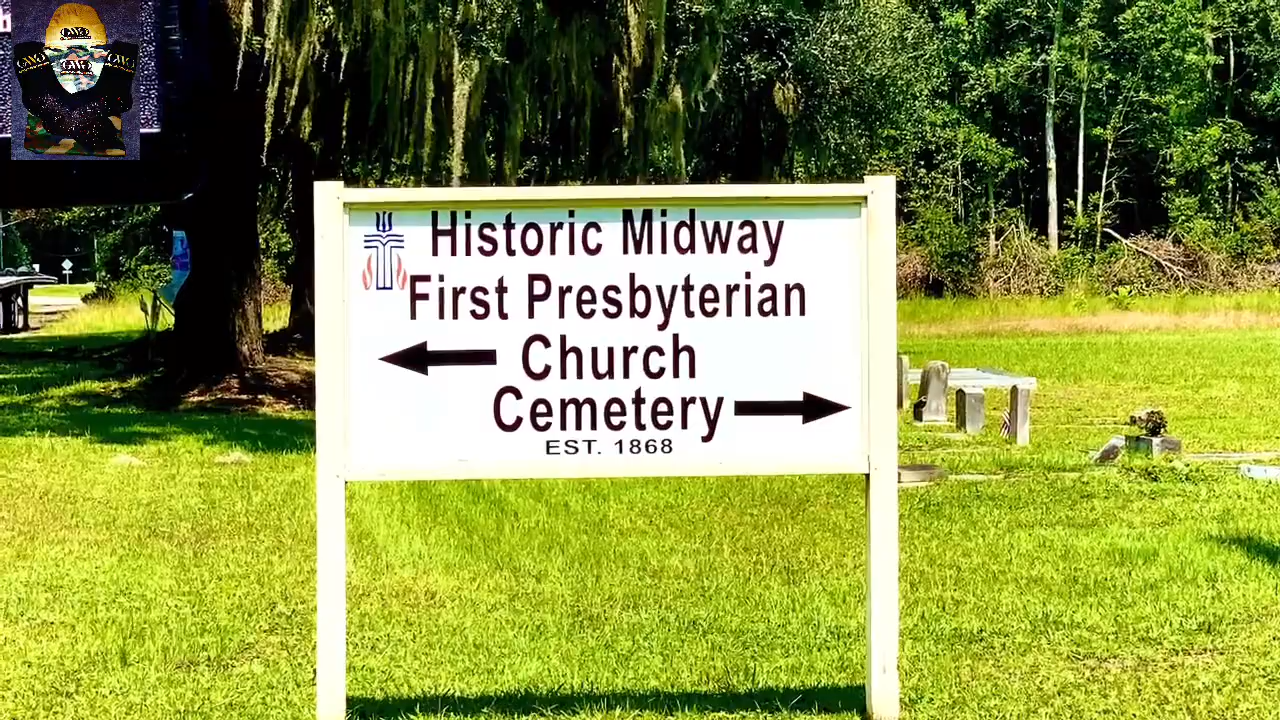 Historic Midway
First Presbyterian
Church
Cemetery
EST. 1868